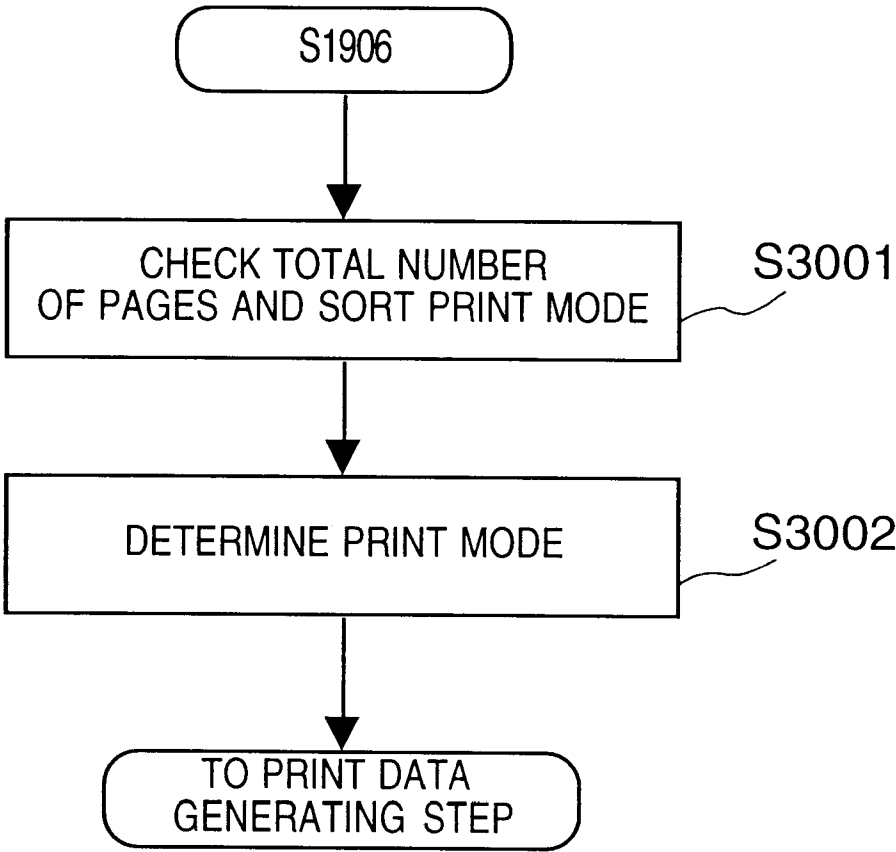 S1906
CHECK TOTAL NUMBER
OF PAGES AND SORT PRINT MODE
S3001
DETERMINE PRINT MODE
S3002
TO PRINT DATA
GENERATING STEP